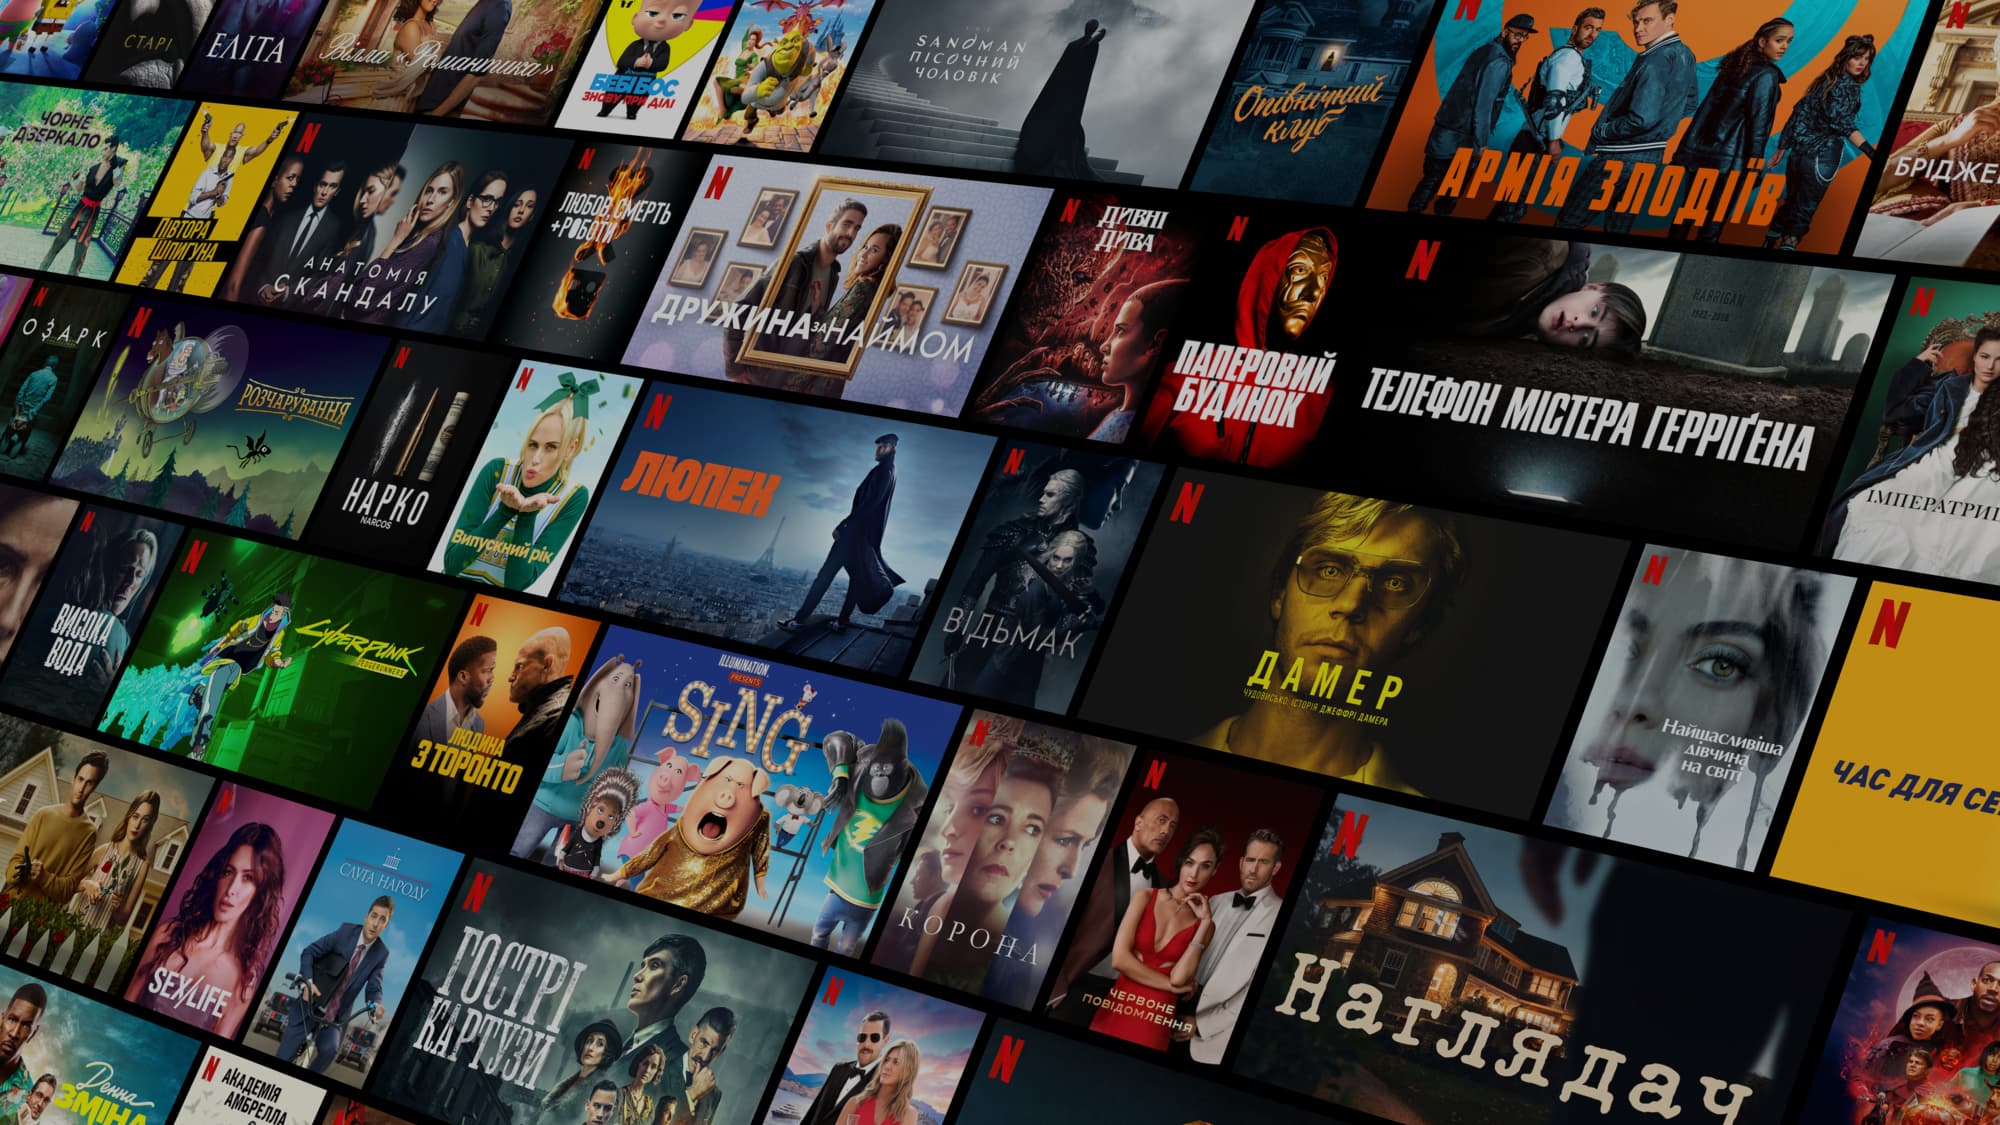 СТАРІ
ЕЛІТА
Вілла «Романтика»
БЕБІ БОС
ЗНОВУ ПРИ ДІЛІ
THE
SANDMAN
ПІСОЧНИЙ
ЧОЛОВІК
Опівнічний
клуб
N
АРМІЯ ЗЛОДІЇВ
N
БРІДЖЕ
ЧОРНЕ
ДЗЕРКАЛО
ПІВТОРА
ШПИГУНА
N
АНАТОМІЯ
СКАНДАЛУ
N
ЛЮБОВ, СМЕРТЬ
+РОБОТИ
N
ДРУЖИНА ЗА НАЙМОМ
N
ДИВНІ
ДИВА
N
ПАПЕРОВИЙ
БУДИНОК
N
HARRIGAN
ТЕЛЕФОН МІСТЕРА ГЕРРІҐЕНА
N
ІМПЕРАТРИЦ
N
ОЗАРК
N
РОЗЧАРУВАННЯ
N
НАРКО
NARCOS
N
Випускний рік
N
ЛЮПЕН
N
ВІДЬМАК
N
ДАМЕР
ЧУДОВИСЬКО: ІСТОРІЯ ДЖЕФФРІ ДАМЕРА
N
Найщасливіша
дівчина
на світі
N
ЧАС ДЛЯ СЕ
N
ВИСОКА
ВОДА
N
CYBERPUNK
EDGERUNNERS
N
ЛЮДИНА
З ТОРОНТО
ILLUMINATION
PRESENTS
SING
N
КОРОНА
N
ЧЕРВОНЕ
ПОВІДОМЛЕННЯ
N
НАГЛЯДАЧ
N
N
SEX/LIFE
СЛУГА НАРОДУ
N
ГОСТРІ
КАРТУЗИ
N
N
Денна
ЗМІНА
N
АКАДЕМІЯ
АМБРЕЛЛА